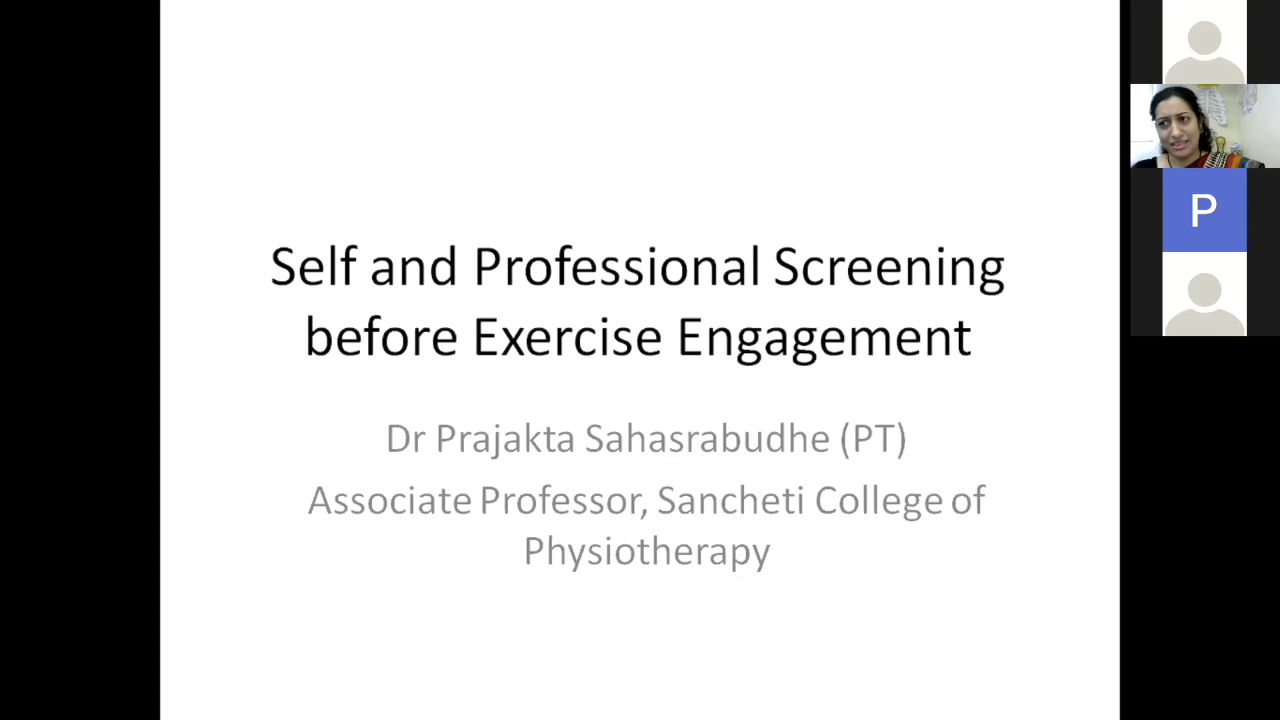 Self and Professional Screening
before Exercise Engagement
Dr Prajakta Sahasrabudhe (PT)
Associate Professor, Sancheti College of
Physiotherapy
P